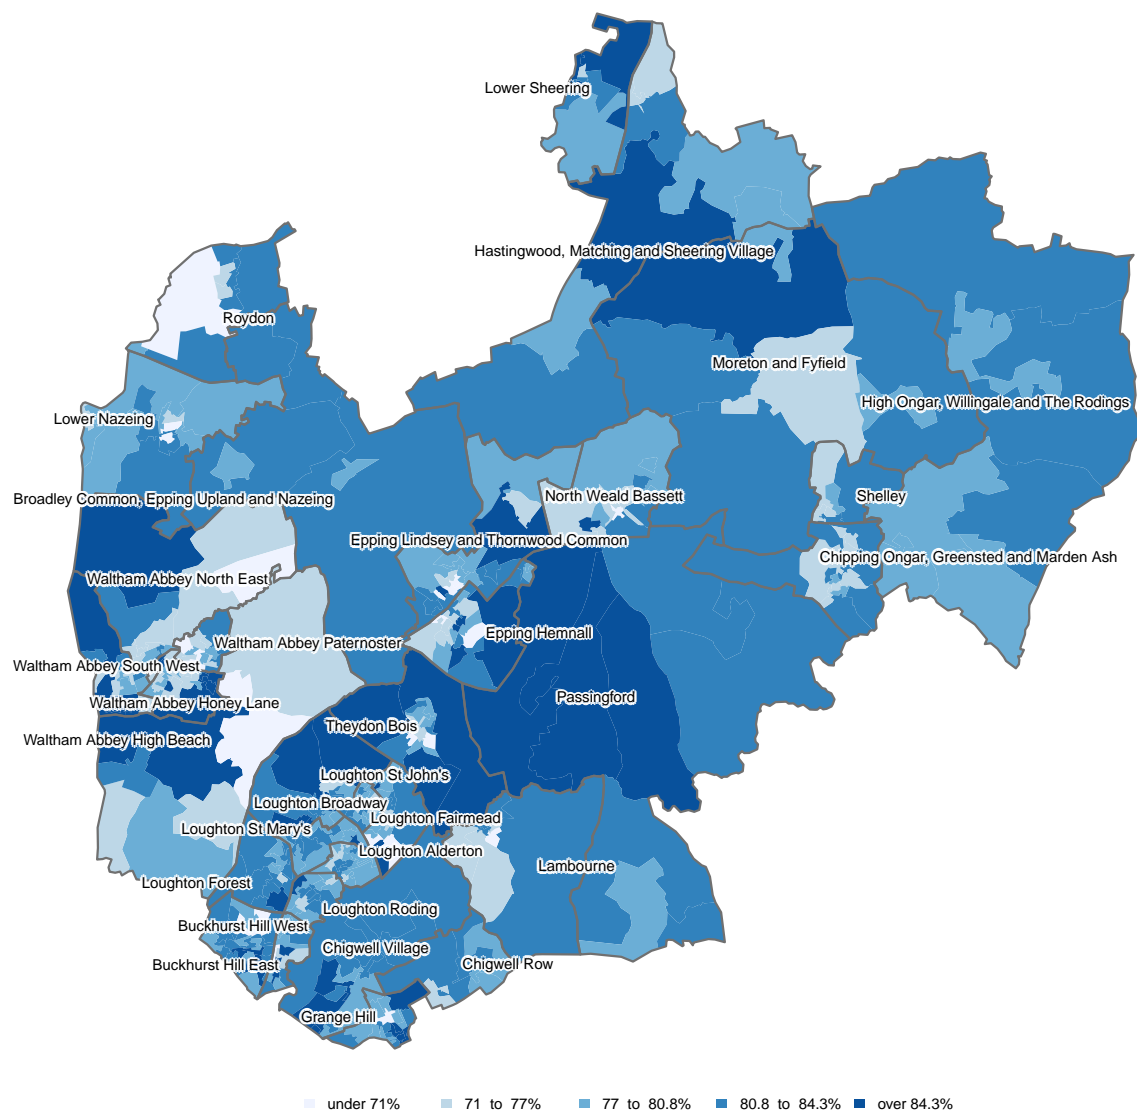 Lower Sheering
Hastingwood, Matching and Sheering Village
Roydon
Moreton and Fyfield
High Ongar, Willingale and The Rodings
Lower Nazeing
Broadley Common, Epping Upland and Nazeing
North Weald Bassett
Shelley
Epping Lindsey and Thornwood Common
Chipping Ongar, Greensted and Marden Ash
Waltham Abbey North East
Epping Hemnall
Waltham Abbey Paternoster
Waltham Abbey South West
Passingford
Waltham Abbey Honey Lane
Theydon Bois
Waltham Abbey High Beach
Loughton St John's
Loughton Broadway
Loughton Fairmead
Loughton St Mary's
Loughton Alderton
Lambourne
Loughton Forest
Loughton Roding
Buckhurst Hill West
Chigwell Village
Buckhurst Hill East
Chigwell Row
Grange Hill
under 71% 71 to 77% 77 to 80.8% 80.8 to 84.3% over 84.3%